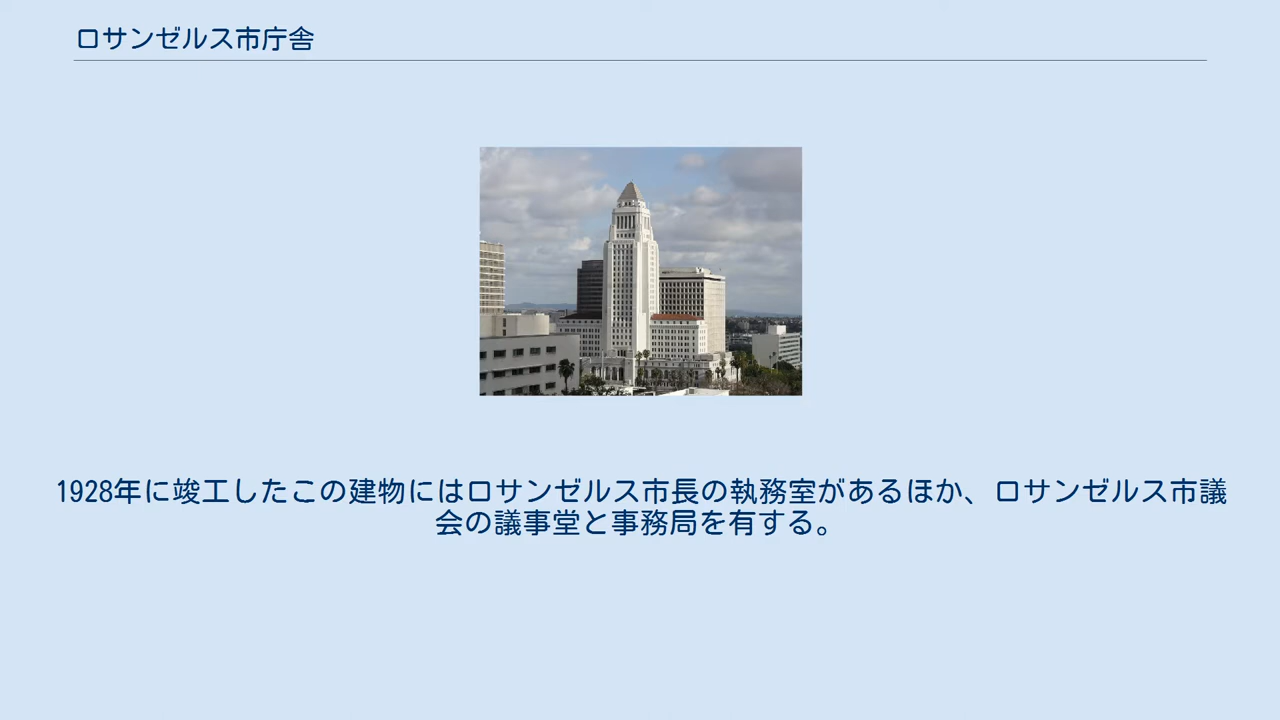 ロサンゼルス市庁舎
1928年に竣工したこの建物にはロサンゼルス市長の執務室があるほか、ロサンゼルス市議
会の議事堂と事務局を有する。